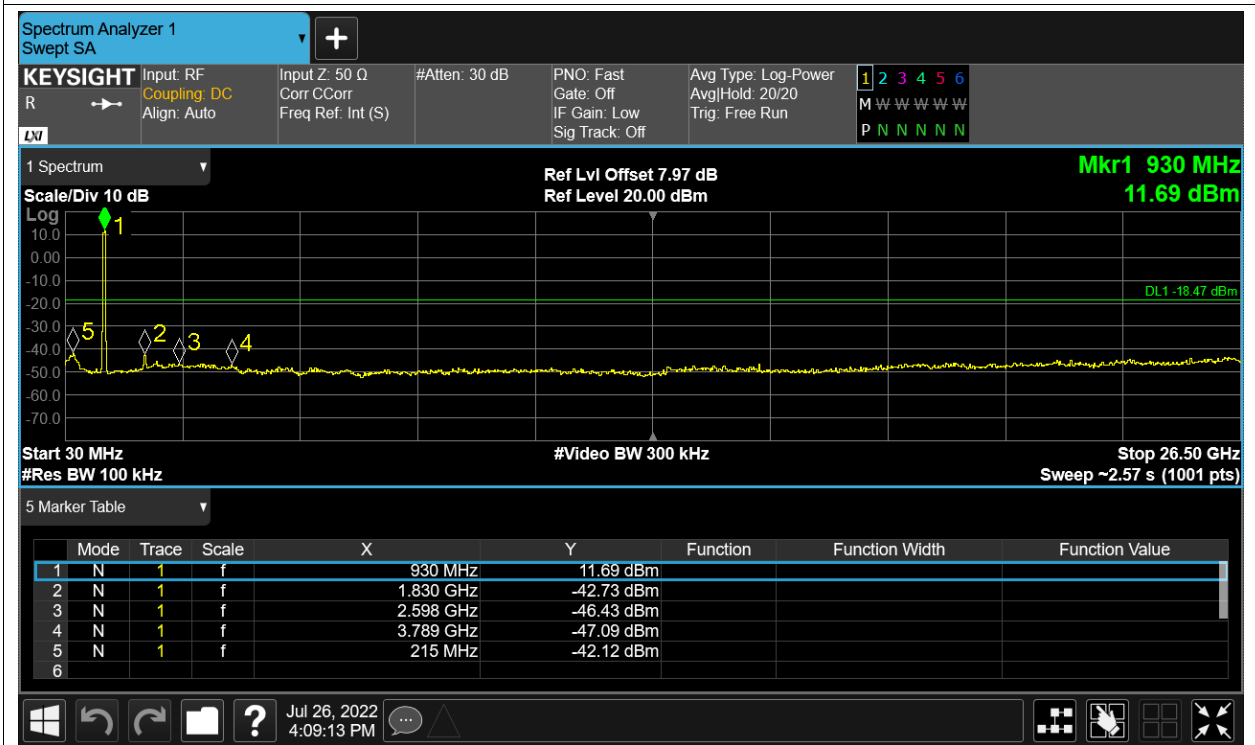 Spectrum Analyzer 1
Swept SA
+
KEYSIGHT Input: RF Input Z: 50 Ω #Atten: 30 dB PNO: Fast Avg Type: Log-Power 1 2 3 4 5 6
R Coupling: DC Corr CCorr Gate: Off Avg|Hold: 20/20 M W W W W W
Align: Auto Freq Ref: Int (S) IF Gain: Low Trig: Free Run
LXI Sig Track: Off P N N N N N
1 Spectrum Ref Lvl Offset 7.97 dB Mkr1 930 MHz
Scale/Div 10 dB Ref Level 20.00 dBm 11.69 dBm
Log
1
10.0
0.00
-10.0
DL1 -18.47 dBm
-20.0
-30.0
5 2 3 4
-40.0
-50.0
-60.0
-70.0
Start 30 MHz #Video BW 300 kHz Stop 26.50 GHz
#Res BW 100 kHz Sweep ~2.57 s (1001 pts)
5 Marker Table
Mode Trace Scale X Y Function Function Width Function Value
1 N 1 f 930 MHz 11.69 dBm
2 N 1 f 1.830 GHz -42.73 dBm
3 N 1 f 2.598 GHz -46.43 dBm
4 N 1 f 3.789 GHz -47.09 dBm
5 N 1 f 215 MHz -42.12 dBm
6
? Jul 26, 2022
4:09:13 PM